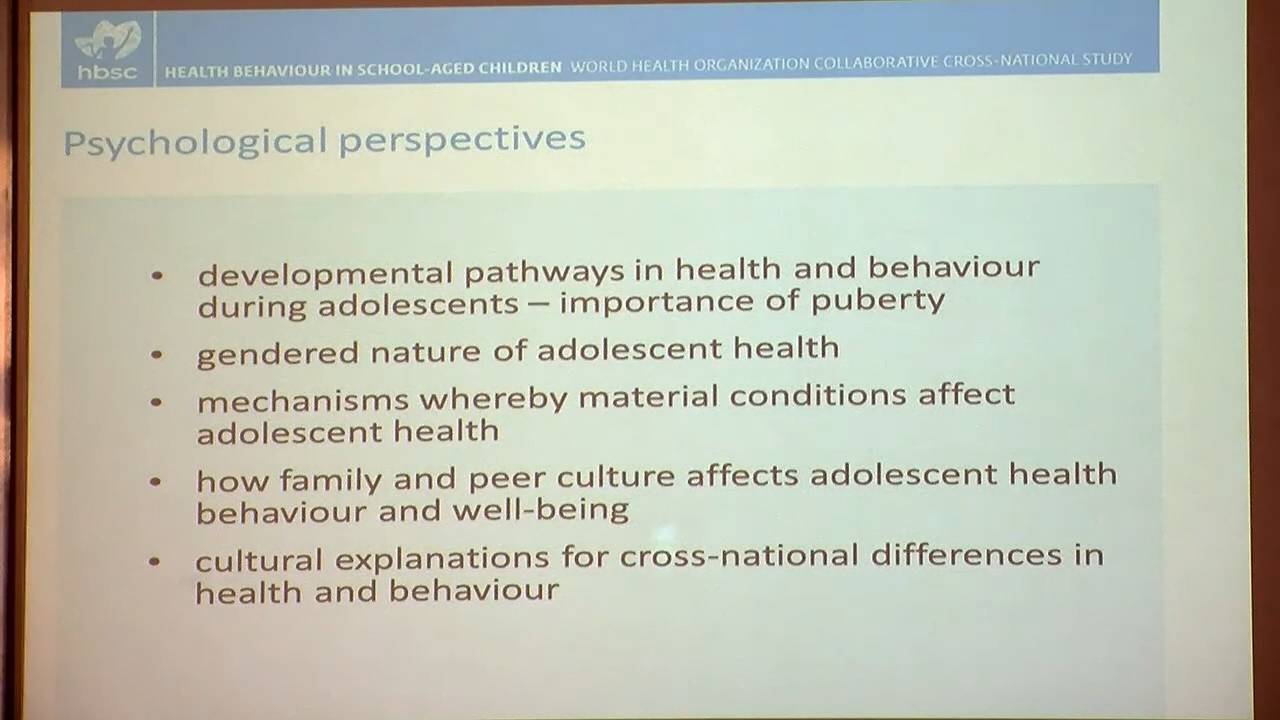 hbsc
HEALTH BEHAVIOUR IN SCHOOL-AGED CHILDREN WORLD HEALTH ORGANIZATION COLLABORATIVE CROSS-NATIONAL STUDY
Psychological perspectives
• developmental pathways in health and behaviour
during adolescents – importance of puberty
• gendered nature of adolescent health
• mechanisms whereby material conditions affect
adolescent health
• how family and peer culture affects adolescent health
behaviour and well-being
• cultural explanations for cross-national differences in
health and behaviour